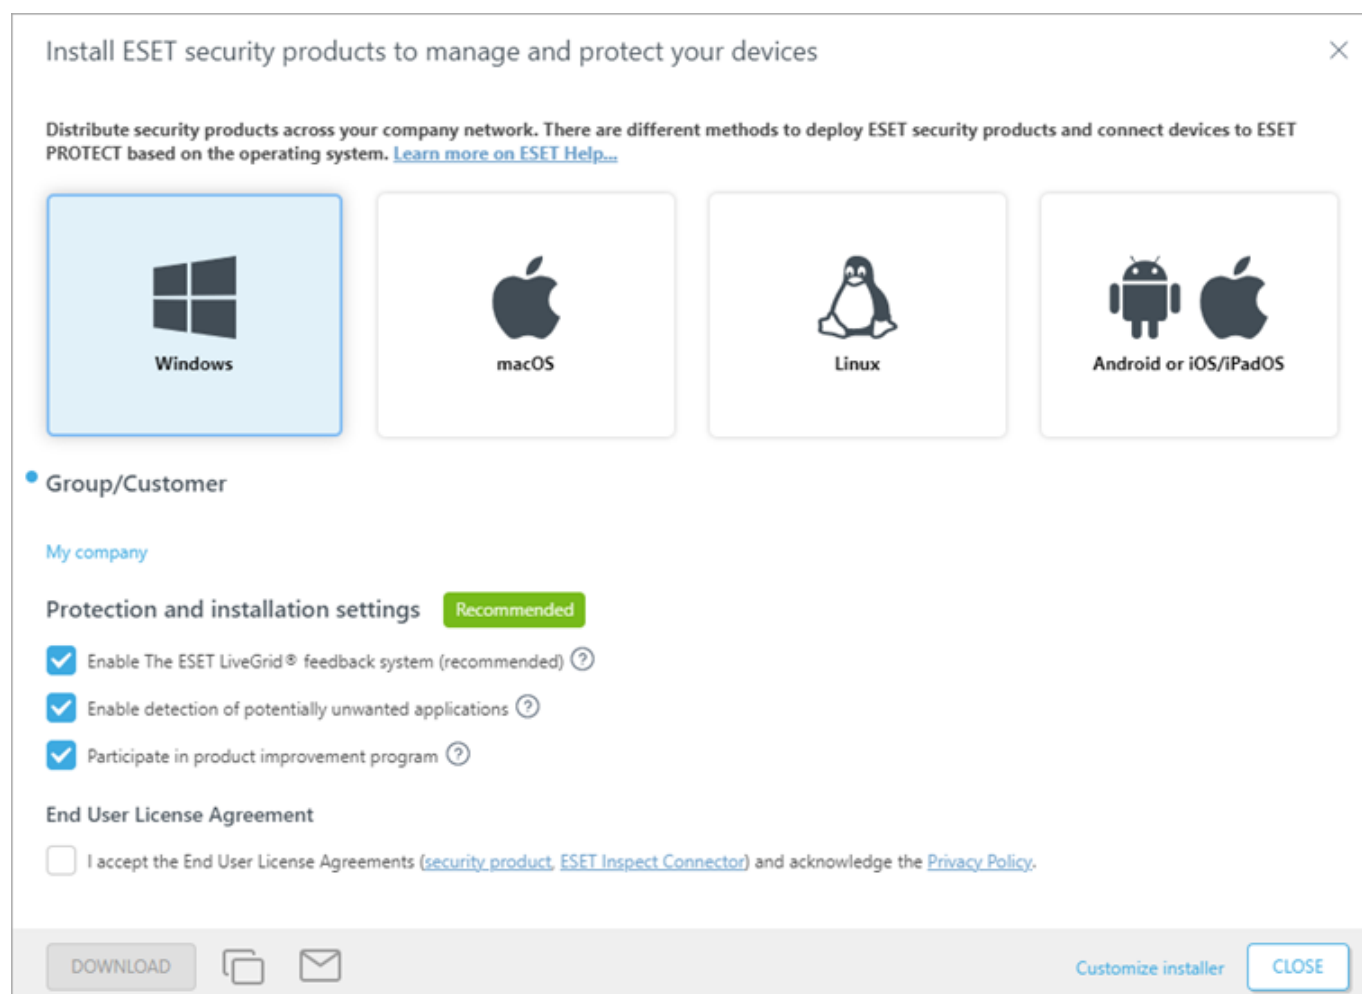 Install ESET security products to manage and protect your devices
Distribute security products across your company network. There are different methods to deploy ESET security products and connect devices to ESET
PROTECT based on the operating system. Learn more on ESET Help...
Windows
macOS
Linux
Android or iOS/iPadOS
Group/Customer
My company
Protection and installation settings
Recommended
Enable The ESET LiveGrid® feedback system (recommended) ?
Enable detection of potentially unwanted applications ?
Participate in product improvement program ?
End User License Agreement
I accept the End User License Agreements (security product, ESET Inspect Connector) and acknowledge the Privacy Policy.
DOWNLOAD
Customize installer
CLOSE